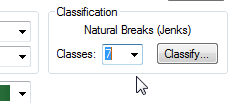 Classification
Natural Breaks (Jenks)
Classes: 7 Classify...